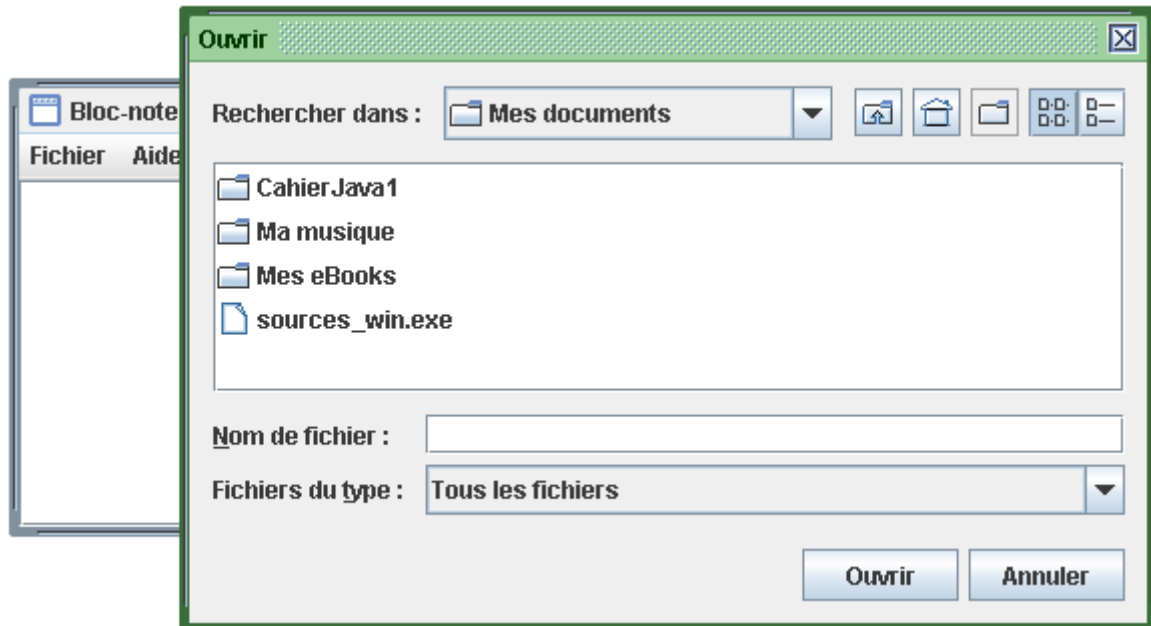 Ouvrir
Bloc-note
Fichier Aide
Rechercher dans : Mes documents
CahierJava1
Ma musique
Mes eBooks
sources_win.exe
Nom de fichier :
Fichiers du type : Tous les fichiers
Ouvrir Annuler